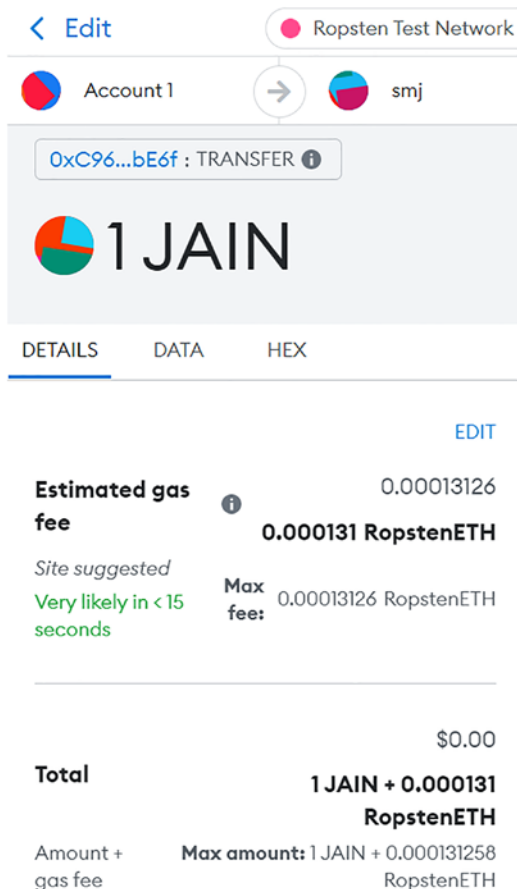 Edit
Ropsten Test Network
Account 1
smj
0xC96...bE6f : TRANSFER
1 JAIN
DETAILS DATA HEX
EDIT
Estimated gas fee
0.00013126
0.000131 RopstenETH
Site suggested
Very likely in < 15 seconds
Max fee: 0.00013126 RopstenETH
$0.00
Total
1 JAIN + 0.000131
RopstenETH
Amount + gas fee
Max amount: 1 JAIN + 0.000131258
RopstenETH